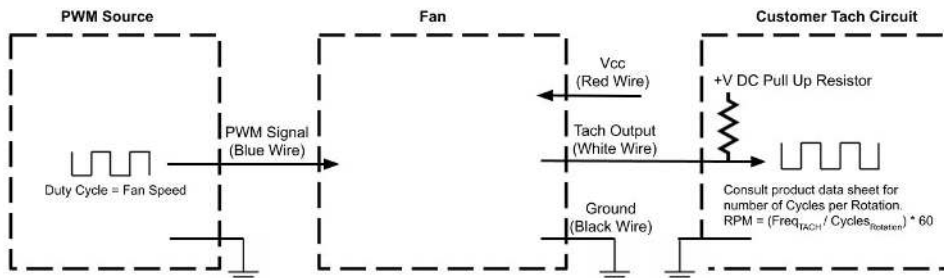 PWM Source
Fan
Customer Tach Circuit
Vcc
(Red Wire)
+V DC Pull Up Resistor
PWM Signal
(Blue Wire)
Tach Output
(White Wire)
Duty Cycle = Fan Speed
Consult product data sheet for
number of Cycles per Rotation.
RPM = (Freq_TACH / Cycles_Rotation) * 60
Ground
(Black Wire)